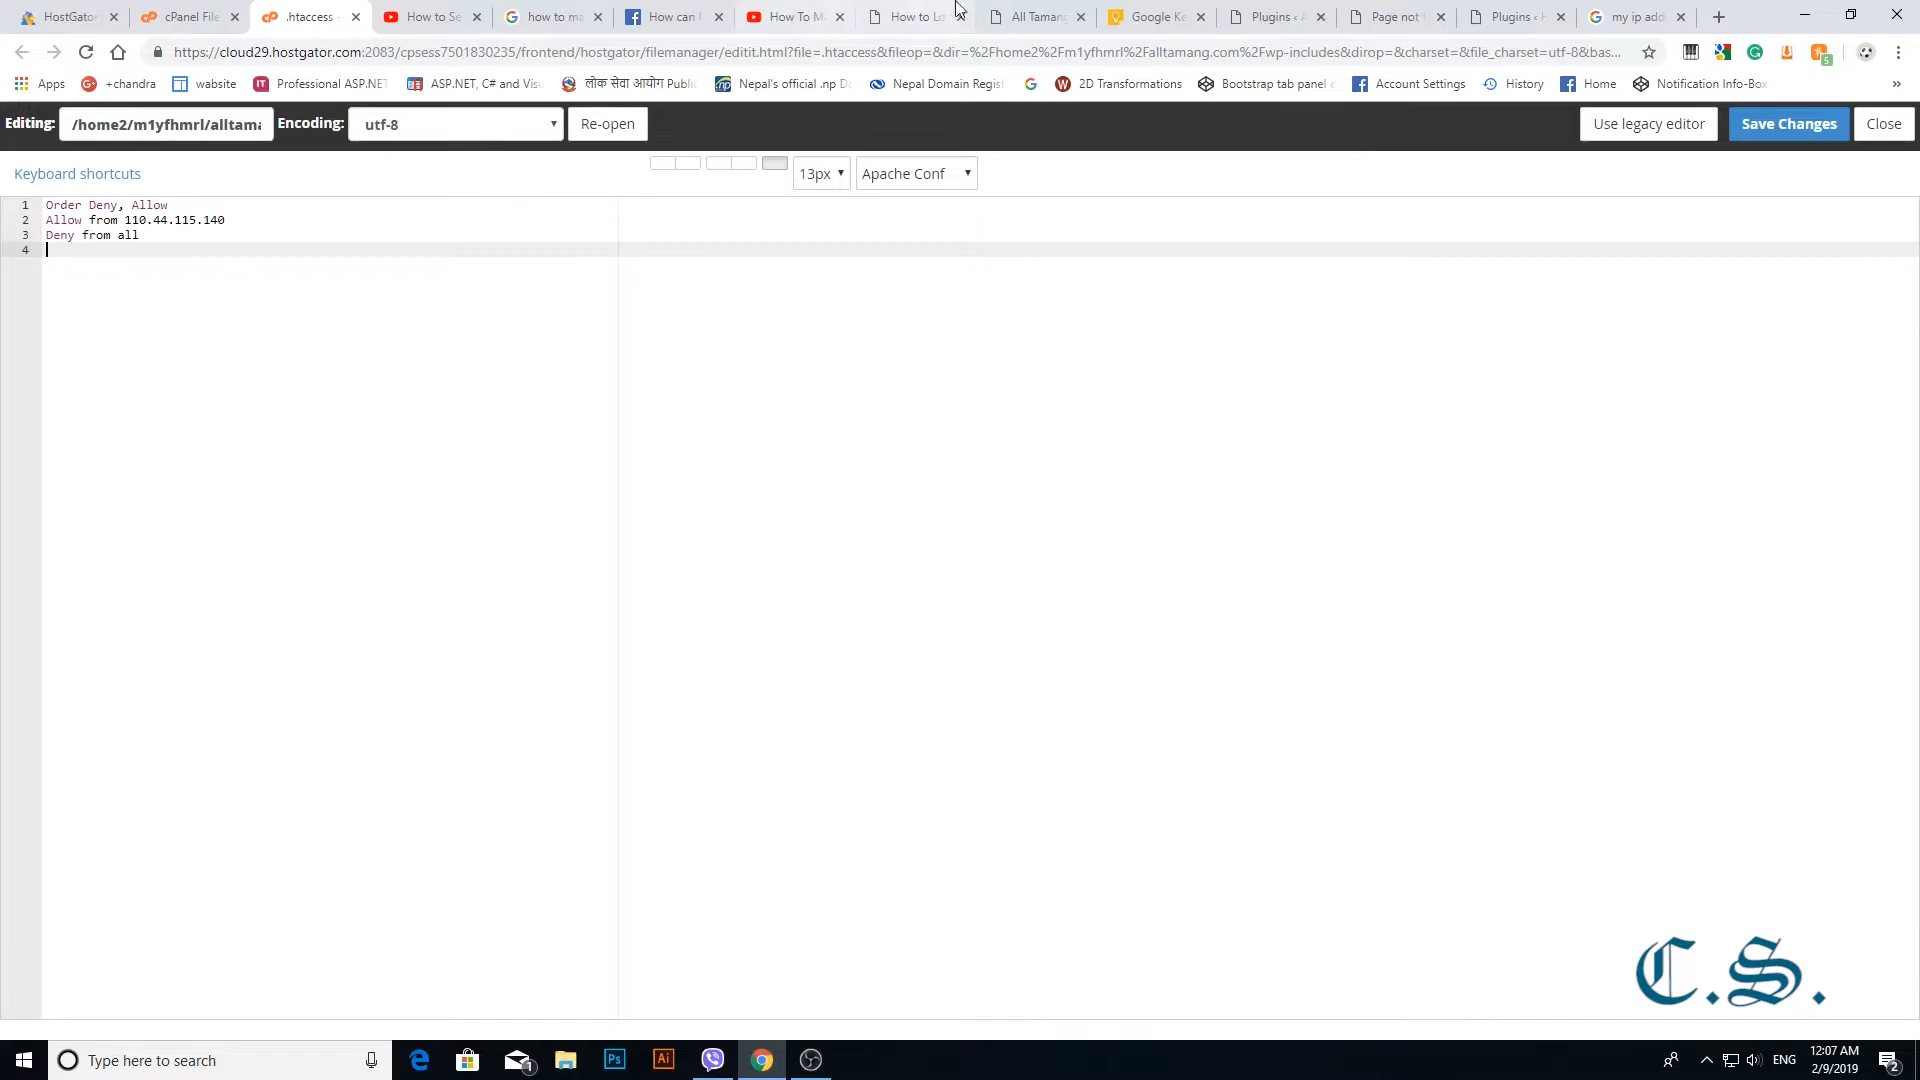 HostGator
cPanel File
.htaccess -
How to Se
how to ma
How can
How To M
How to Lo
All Tamang
Google Ke
Plugins ‹ A
Page not f
Plugins ‹ H
my ip add
https://cloud29.hostgator.com:2083/cpsess7501830235/frontend/hostgator/filemanager/editit.html?file=.htaccess&fileop=&dir=%2Fhome2%2Fm1yfhmrl%2Falltamang.com%2Fwp-includes&dirop=&charset=&file_charset=utf-8&bas...
Apps
+chandra
wabsite
Professional ASP.NET
ASP.NET, C# and Visu
लोक सेवा आयोग Public
Nepal's official .np Do
Nepal Domain Regist
2D Transformations
Bootstrap tab panel e
Account Settings
History
Home
Notification Info-Box
»
Editing: /home2/m1yfhmrl/alltama Encoding: utf-8 Re-open Use legacy editor Save Changes Close
Keyboard shortcuts 13px Apache Conf
1 Order Deny, Allow
2 Allow from 110.44.115.140
3 Deny from all
4
C.S.
Type here to search
ENG
12:07 AM
2/9/2019